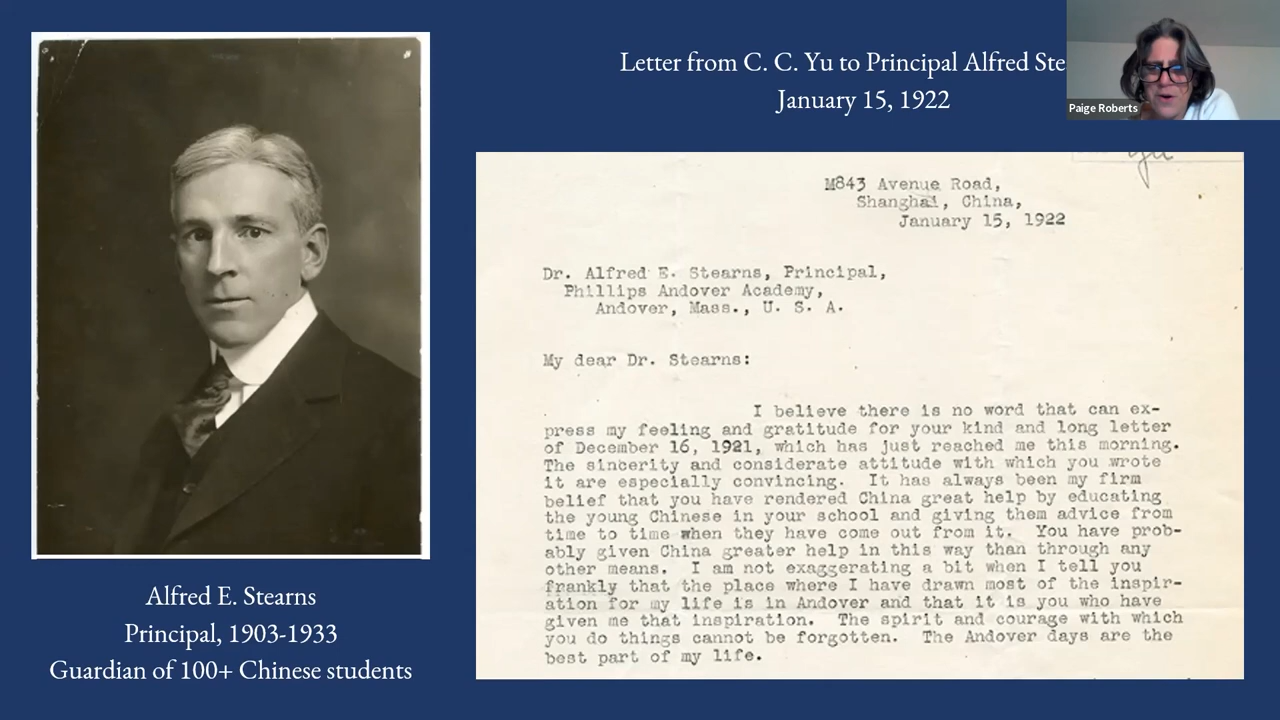 Letter from C. C. Yu to Principal Alfred Ste
January 15, 1922
Paige Roberts
yu
M843 Avenue Road,
Shanghai, China,
January 15, 1922
Dr. Alfred E. Stearns, Principal,
Phillips Andover Academy,
Andover, Mass., U. S. A.
My dear Dr. Stearns:
I believe there is no word that can ex-
press my feeling and gratitude for your kind and long letter
of December 16, 1921, which has just reached me this morning.
The sincerity and considerate attitude with which you wrote
it are especially convincing. It has always been my firm
belief that you have rendered China great help by educating
the young Chinese in your school and giving them advice from
time to time when they have come out from it. You have prob-
ably given China greater help in this way than through any
other means. I am not exaggerating a bit when I tell you
frankly that the place where I have drawn most of the inspir-
ation for my life is in Andover and that it is you who have
given me that inspiration. The spirit and courage with which
you do things cannot be forgotten. The Andover days are the
best part of my life.
Alfred E. Stearns
Principal, 1903-1933
Guardian of 100+ Chinese students